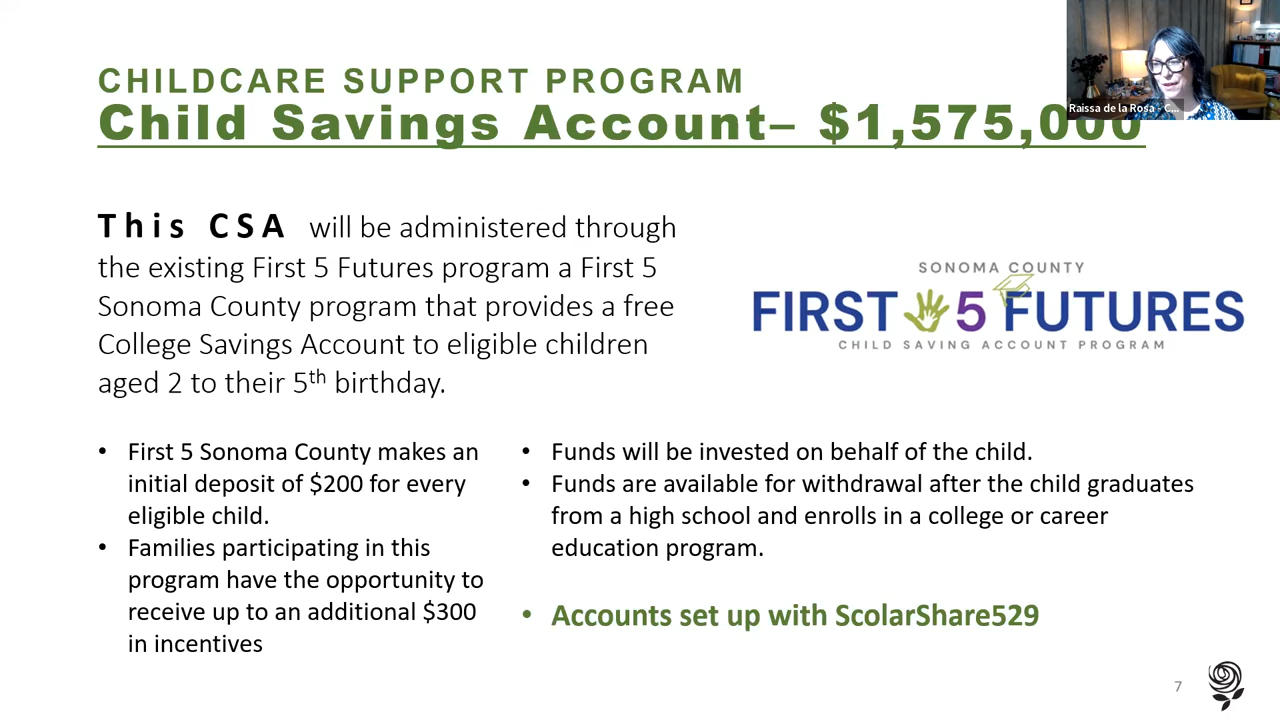 CHILDCARE SUPPORT PROGRAM
Child Savings Account– $1,575,000
Raissa de la Rosa - C...
This CSA will be administered through
the existing First 5 Futures program a First 5
Sonoma County program that provides a free
College Savings Account to eligible children
aged 2 to their 5th birthday.
SONOMA COUNTY
FIRST 5 FUTURES
CHILD SAVING ACCOUNT PROGRAM
• First 5 Sonoma County makes an
initial deposit of $200 for every
eligible child.
• Families participating in this
program have the opportunity to
receive up to an additional $300
in incentives
• Funds will be invested on behalf of the child.
• Funds are available for withdrawal after the child graduates
from a high school and enrolls in a college or career
education program.
• Accounts set up with ScolarShare529
7